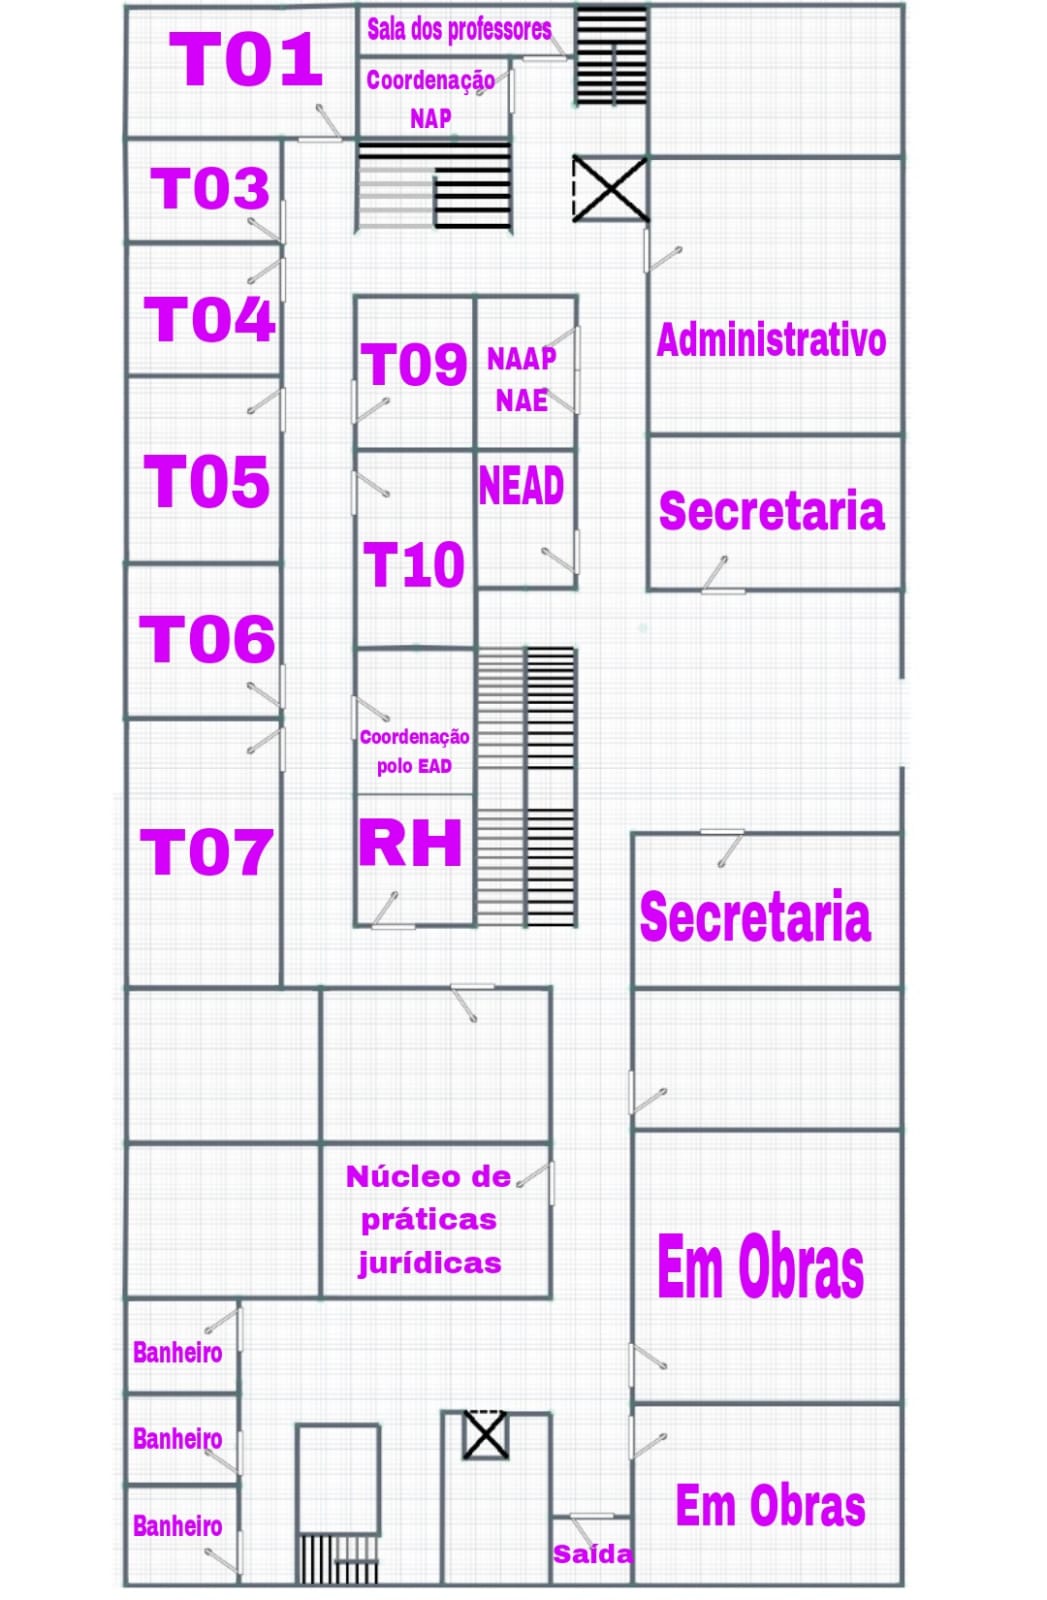 T01
Sala dos professores
Coordenação
NAP
T03
T04
T05
T06
T07
T09
NAAP
NAE
NEAD
T10
Coordenação
polo EAD
RH
Administrativo
Secretaria
Secretaria
Núcleo de
práticas
jurídicas
Em Obras
Banheiro
Banheiro
Banheiro
Em Obras
Saída